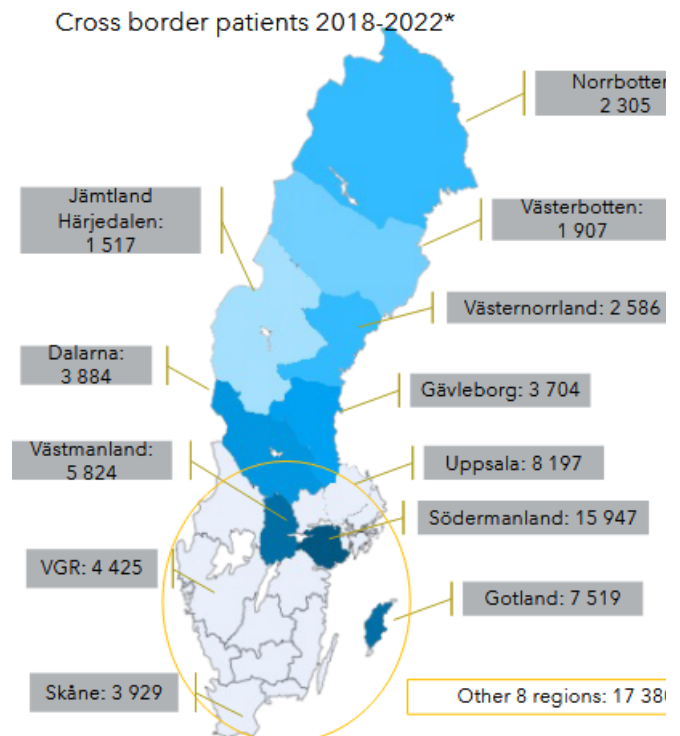 Cross border patients 2018-2022*
Norrbotten
2 305
Jämtland
Härjedalen:
1 517
Västerbotten:
1 907
Västernorrland: 2 586
Dalarna:
3 884
Gävleborg: 3 704
Västmanland:
5 824
Uppsala: 8 197
Södermanland: 15 947
VGR: 4 425
Gotland: 7 519
Skåne: 3 929
Other 8 regions: 17 380